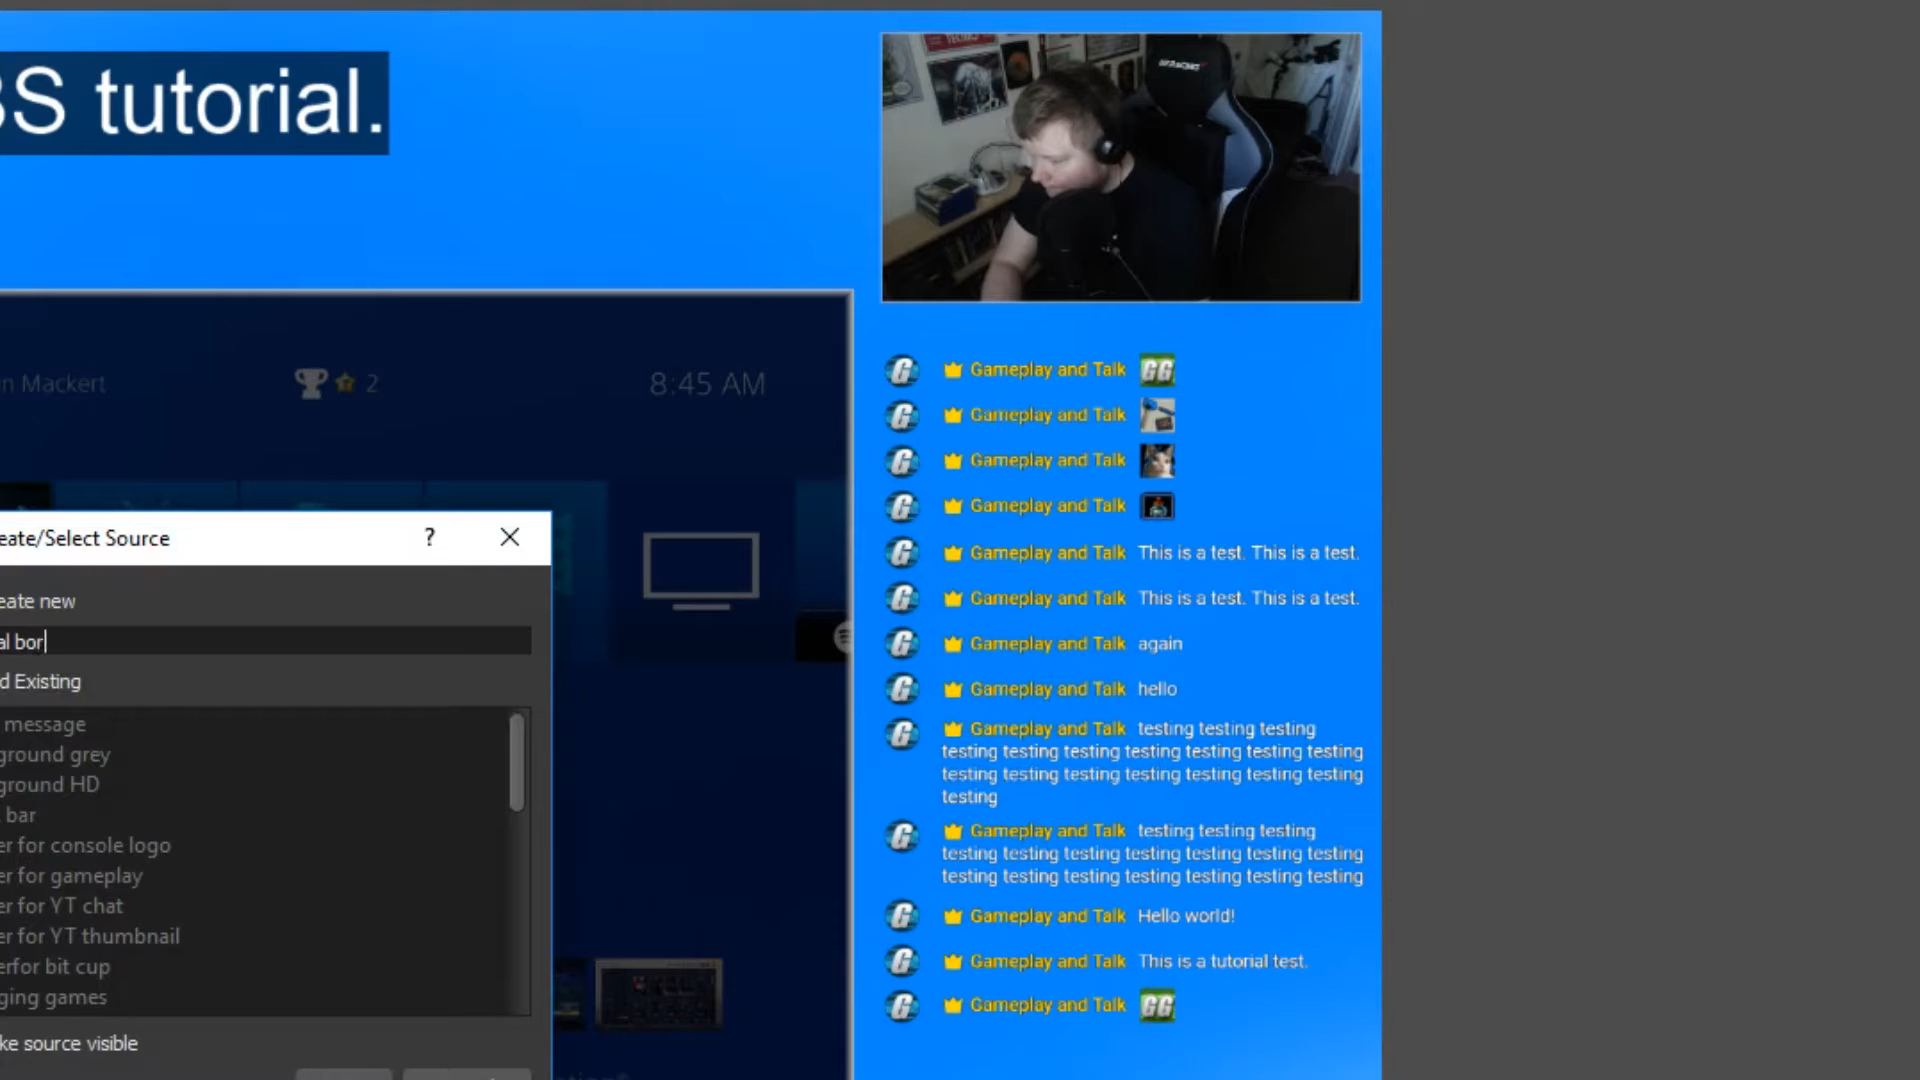 BS tutorial.
n Mackert
2
8:45 AM
eate/Select Source
?
eate new
al bor
d Existing
message
ground grey
ground HD
bar
er for console logo
er for gameplay
er for YT chat
er for YT thumbnail
erfor bit cup
ging games
ke source visible
Gameplay and Talk GG
Gameplay and Talk
Gameplay and Talk
Gameplay and Talk
Gameplay and Talk This is a test. This is a test.
Gameplay and Talk This is a test. This is a test.
Gameplay and Talk again
Gameplay and Talk hello
Gameplay and Talk testing testing testing
testing testing testing testing testing testing testing
testing testing testing testing testing testing testing
testing
Gameplay and Talk testing testing testing
testing testing testing testing testing testing testing
testing testing testing testing testing testing testing
Gameplay and Talk Hello world!
Gameplay and Talk This is a tutorial test.
Gameplay and Talk GG